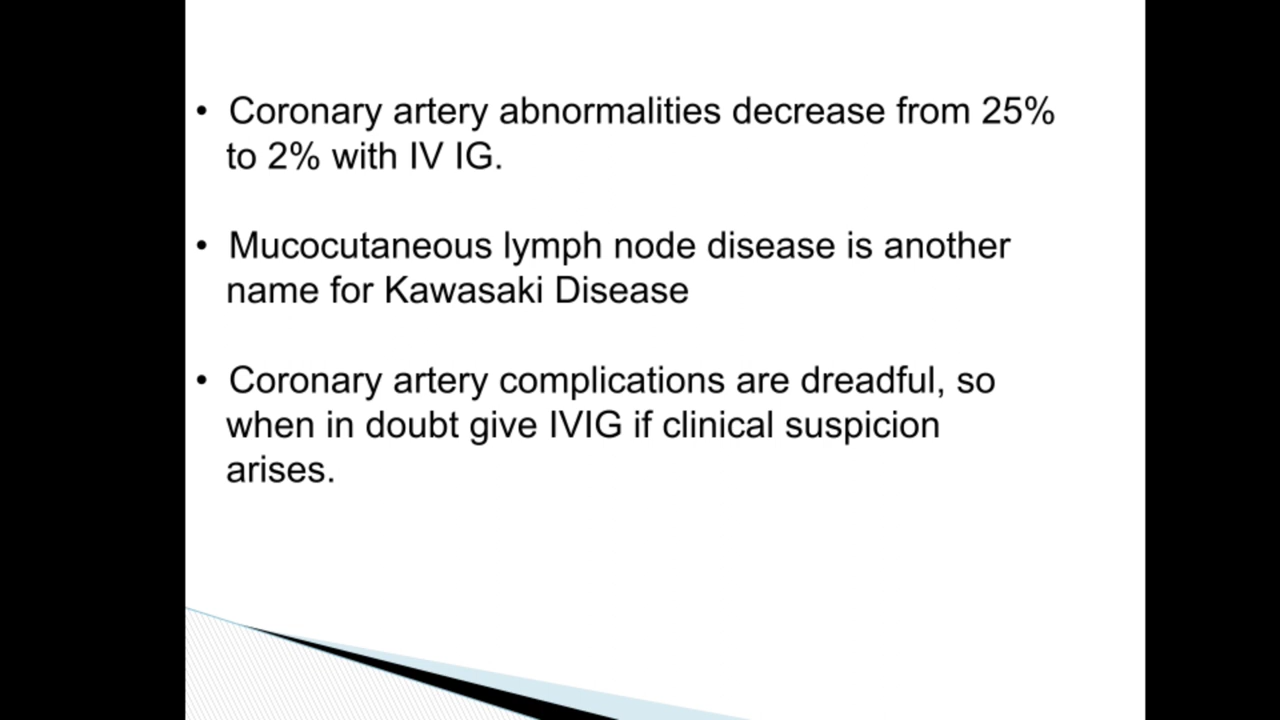 • Coronary artery abnormalities decrease from 25%
to 2% with IV IG.
• Mucocutaneous lymph node disease is another
name for Kawasaki Disease
• Coronary artery complications are dreadful, so
when in doubt give IVIG if clinical suspicion
arises.